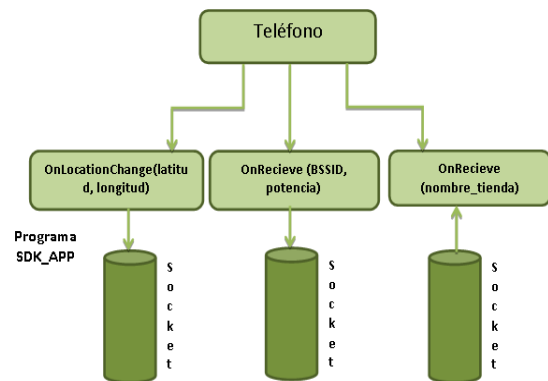 Teléfono
OnLocationChange(latitu
d, longitud)
OnRecieve (BSSID,
potencia)
OnRecieve
(nombre_tienda)
Programa
SDK_APP
S
o
c
k
e
t
S
o
c
k
e
t
S
o
c
k
e
t